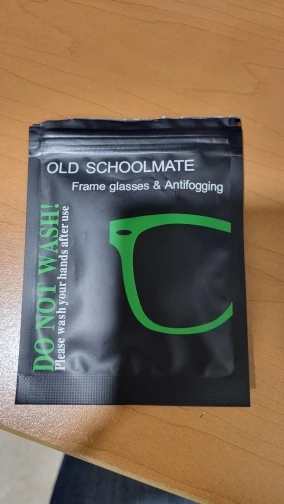 OLD SCHOOLMATE
Frame glasses & Antifogging
DO NOT WASH!
Please wash your hands after use